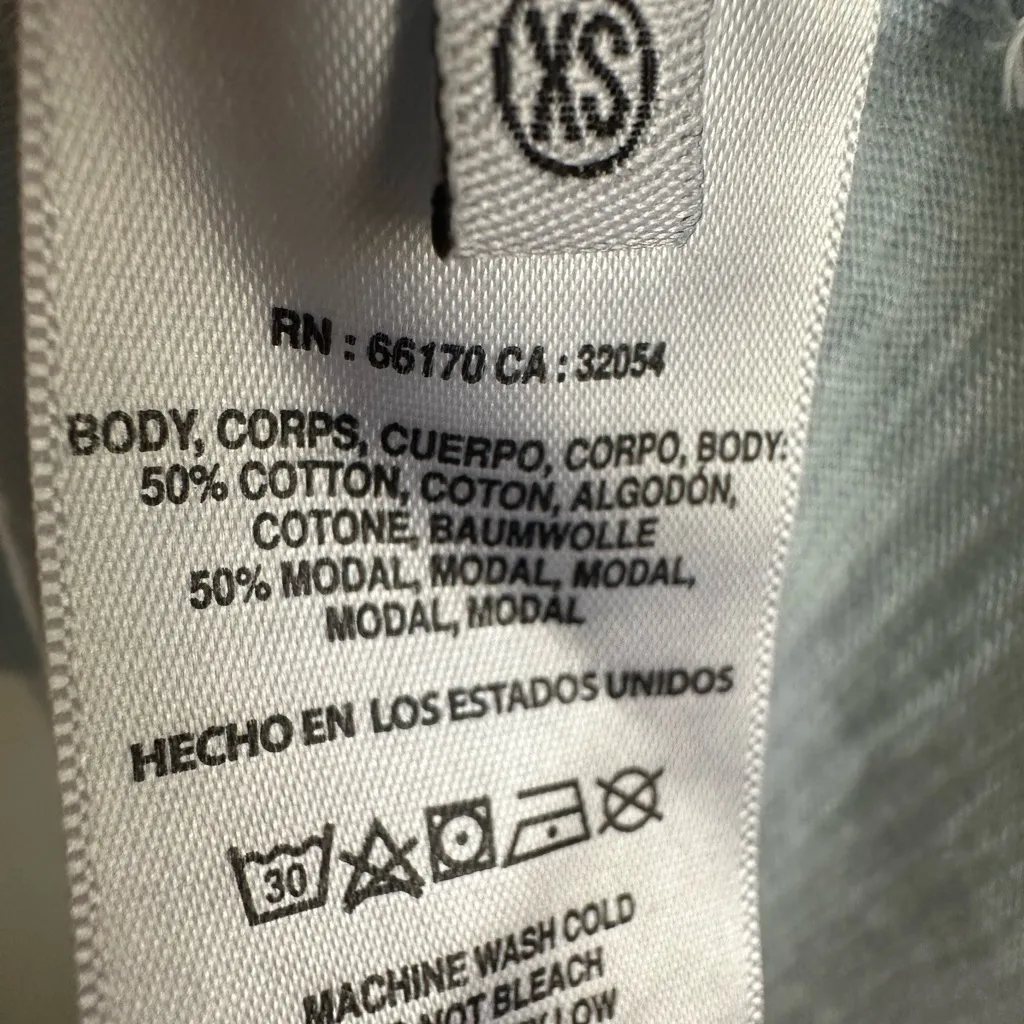 XS
RN : 66170 CA : 32054
BODY, CORPS, CUERPO, CORPO, BODY:
50% COTTON, COTON, ALGODÓN,
COTONE, BAUMWOLLE
50% MODAL, MODAL, MODAL,
MODAL, MODAL
HECHO EN LOS ESTADOS UNIDOS
30
MACHINE WASH COLD
NOT BLEACH
LOW